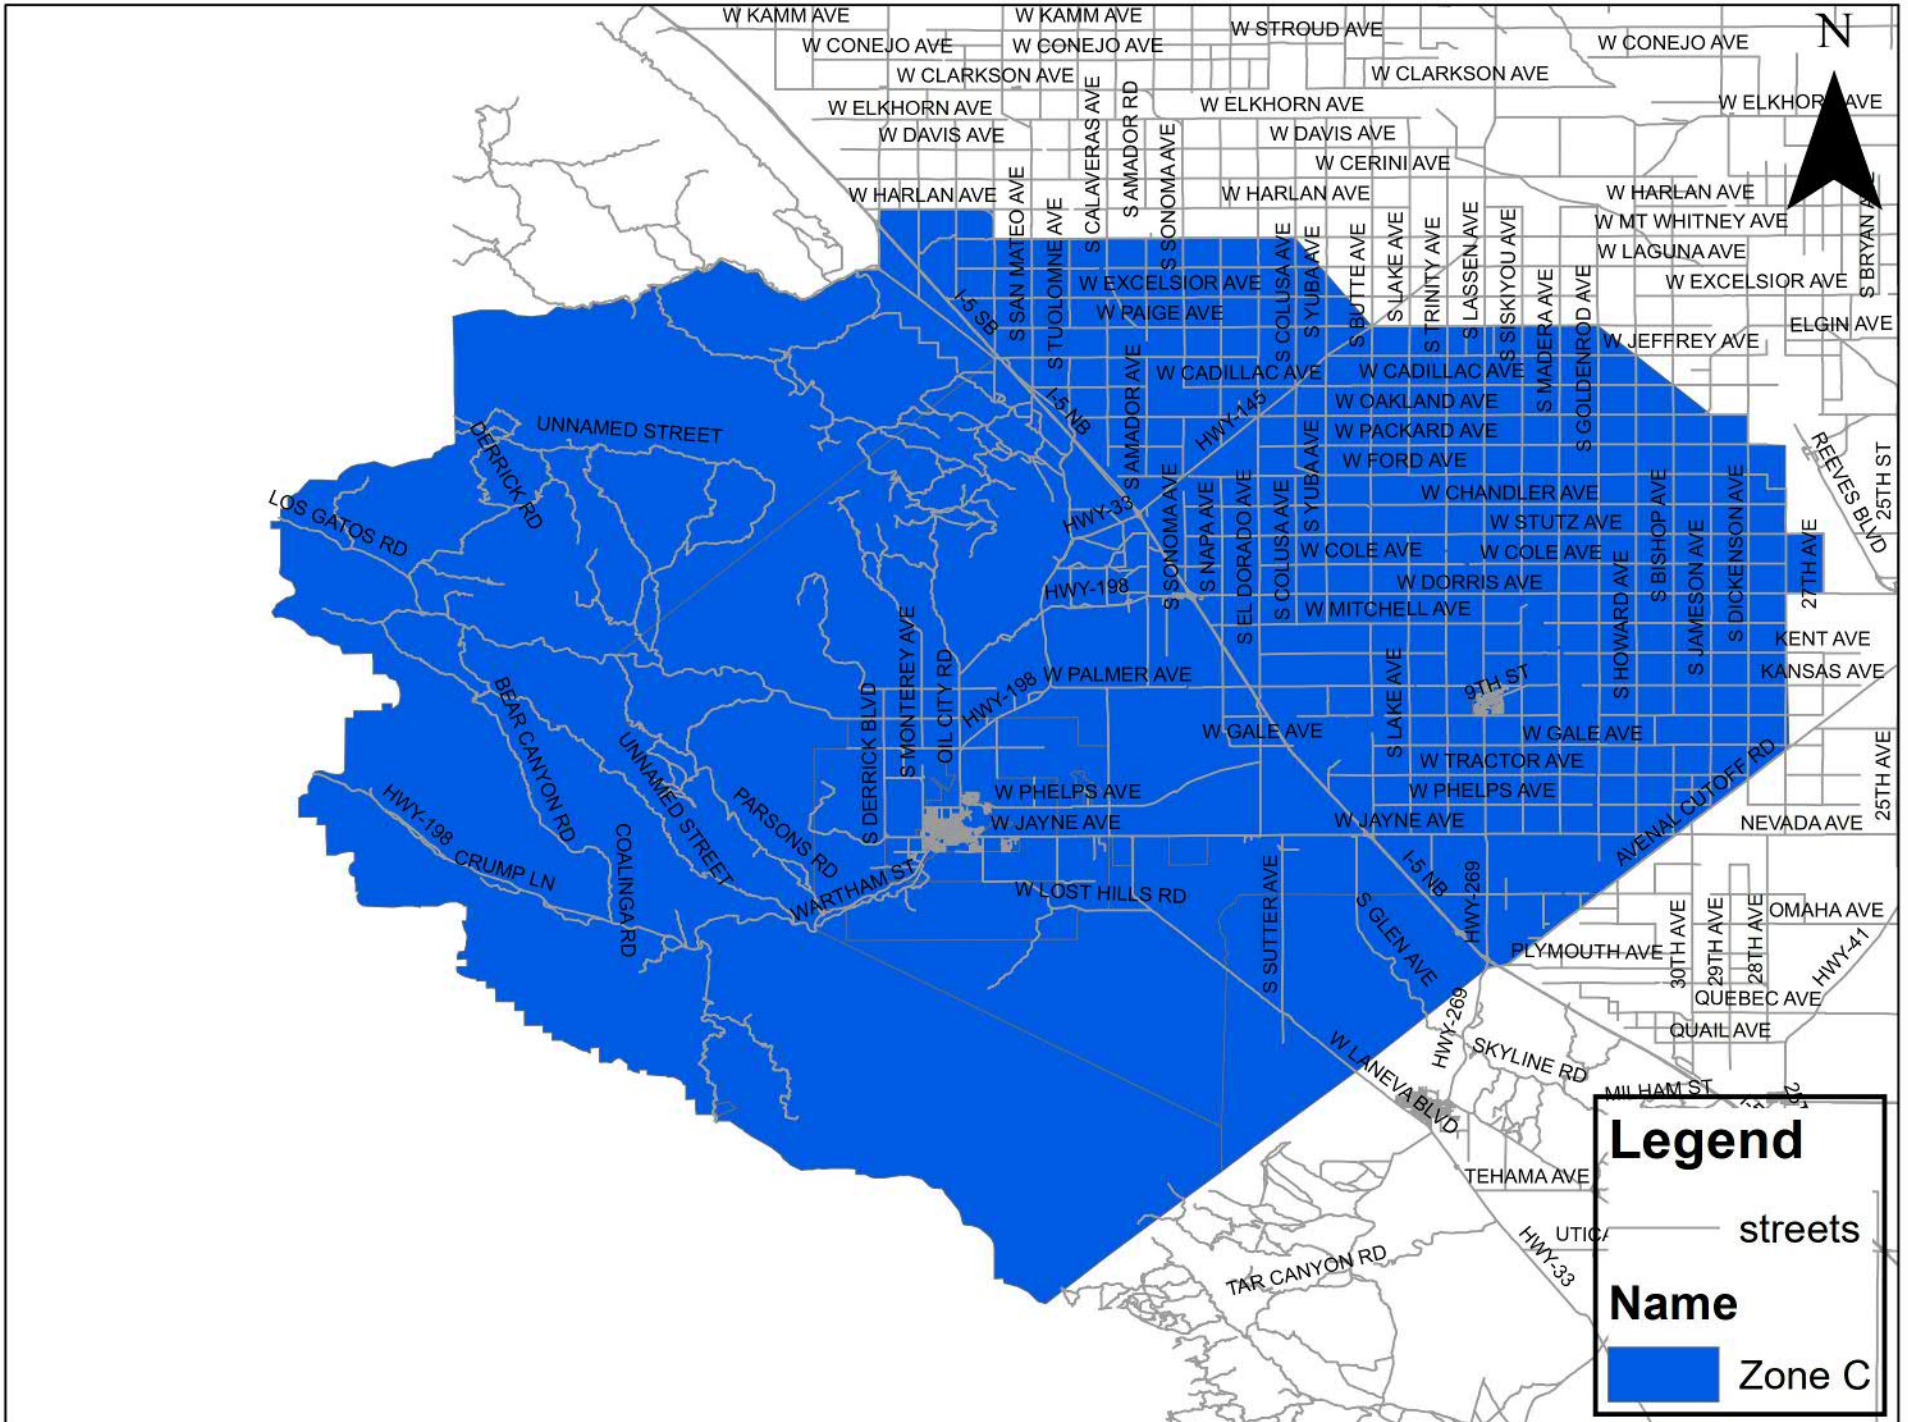 W KAMM AVE
W KAMM AVE
W STROUD AVE
N
W CONEJO AVE
W CONEJO AVE
W CONEJO AVE
W CLARKSON AVE
W CLARKSON AVE
W ELKHORN AVE
W ELKHORN AVE
W ELKHORN AVE
W DAVIS AVE
W DAVIS AVE
S CALAVERAS AVE
S AMADOR RD
S SONOMA AVE
W CERINI AVE
W HARLAN AVE
W HARLAN AVE
W HARLAN AVE
W MT WHITNEY AVE
W LAGUNA AVE
S BRYAN A
S SAN MATEO AVE
S TUOLOMNE AVE
S COLUSA AVE
S YUBA AVE
S BUTTE AVE
S LAKE AVE
S TRINITY AVE
S LASSEN AVE
S SISKIYOU AVE
S MADERA AVE
S GOLDENROD AVE
W EXCELSIOR AVE
W EXCELSIOR AVE
I-5 SB
W PAIGE AVE
ELGIN AVE
W JEFFREY AVE
W CADILLAC AVE
W CADILLAC AVE
W OAKLAND AVE
I-5 NB
S AMADOR AVE
HWY-145
W PACKARD AVE
W FORD AVE
UNNAMED STREET
DERRICK RD
LOS GATOS RD
REEVES BLVD
25TH ST
W CHANDLER AVE
HWY-33
S SONOMA AVE
S NAPA AVE
S EL DORADO AVE
S COLUSA AVE
S YUBA AVE
W STUTZ AVE
W COLE AVE
W COLE AVE
S BISHOP AVE
S JAMESON AVE
S DICKENSON AVE
27TH AVE
HWY-198
W DORRIS AVE
W MITCHELL AVE
S HOWARD AVE
KENT AVE
KANSAS AVE
S MONTEREY AVE
OIL CITY RD
W PALMER AVE
S LAKE AVE
9TH ST
S DERRICK BLVD
HWY-198
BEAR CANYON RD
UNNAMED STREET
W GALE AVE
W GALE AVE
W TRACTOR AVE
AVENAL CUTOFF RD
25TH AVE
HWY-198
PARSONS RD
W PHELPS AVE
W PHELPS AVE
W JAYNE AVE
W JAYNE AVE
NEVADA AVE
CRUMP LN
COALINGA RD
WARTHAM ST
W LOST HILLS RD
S SUTTER AVE
S GLEN AVE
I-5 NB
HWY-269
30TH AVE
29TH AVE
28TH AVE
OMAHA AVE
PLYMOUTH AVE
HWY-41
QUEBEC AVE
QUAIL AVE
HWY-269
SKYLINE RD
W LANEVA BLVD
MILHAM ST
TEHAMA AVE
TAR CANYON RD
HWY-33
Legend
streets
Name
Zone C